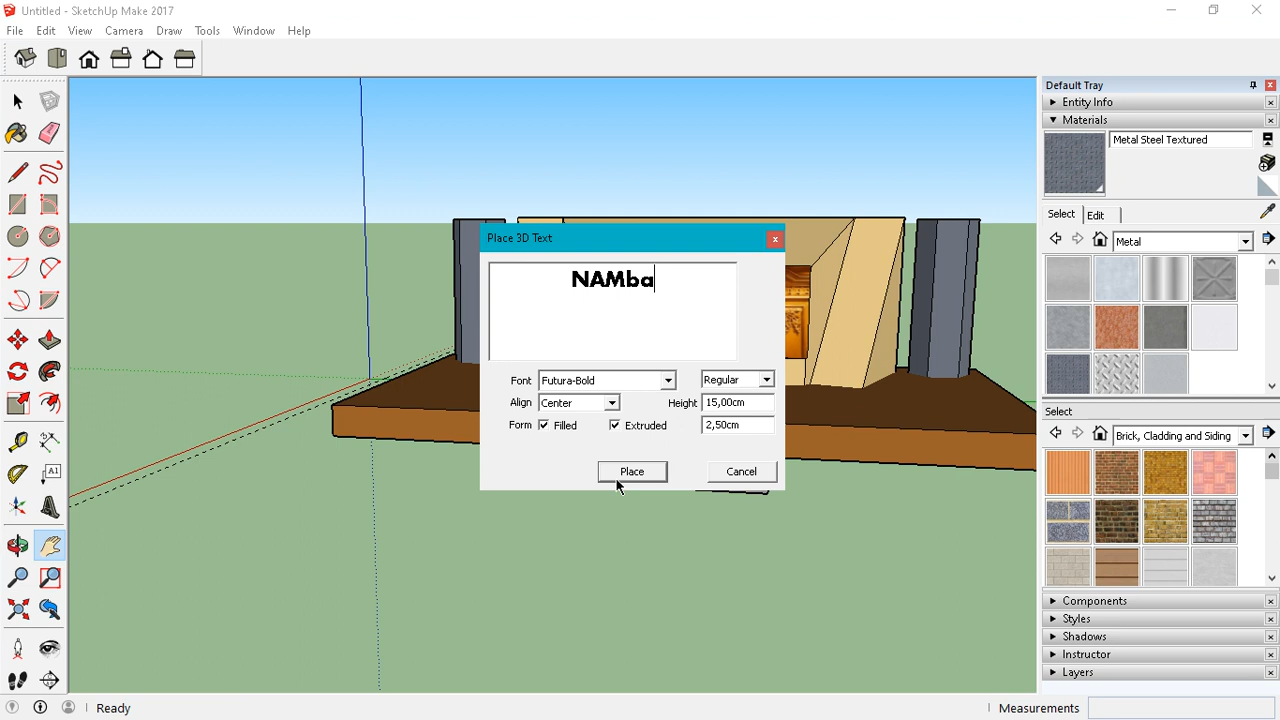 Untitled - SketchUp Make 2017
File Edit View Camera Draw Tools Window Help
Default Tray
Entity Info
Materials
Metal Steel Textured
Select Edit
Metal
Place 3D Text
NAMba
Font Futura-Bold Regular
Align Center Height 15,00cm
Form Filled Extruded 2,50cm
Place Cancel
Select
Brick, Cladding and Siding
A1
Components
Styles
Shadows
Instructor
Layers
Ready
Measurements